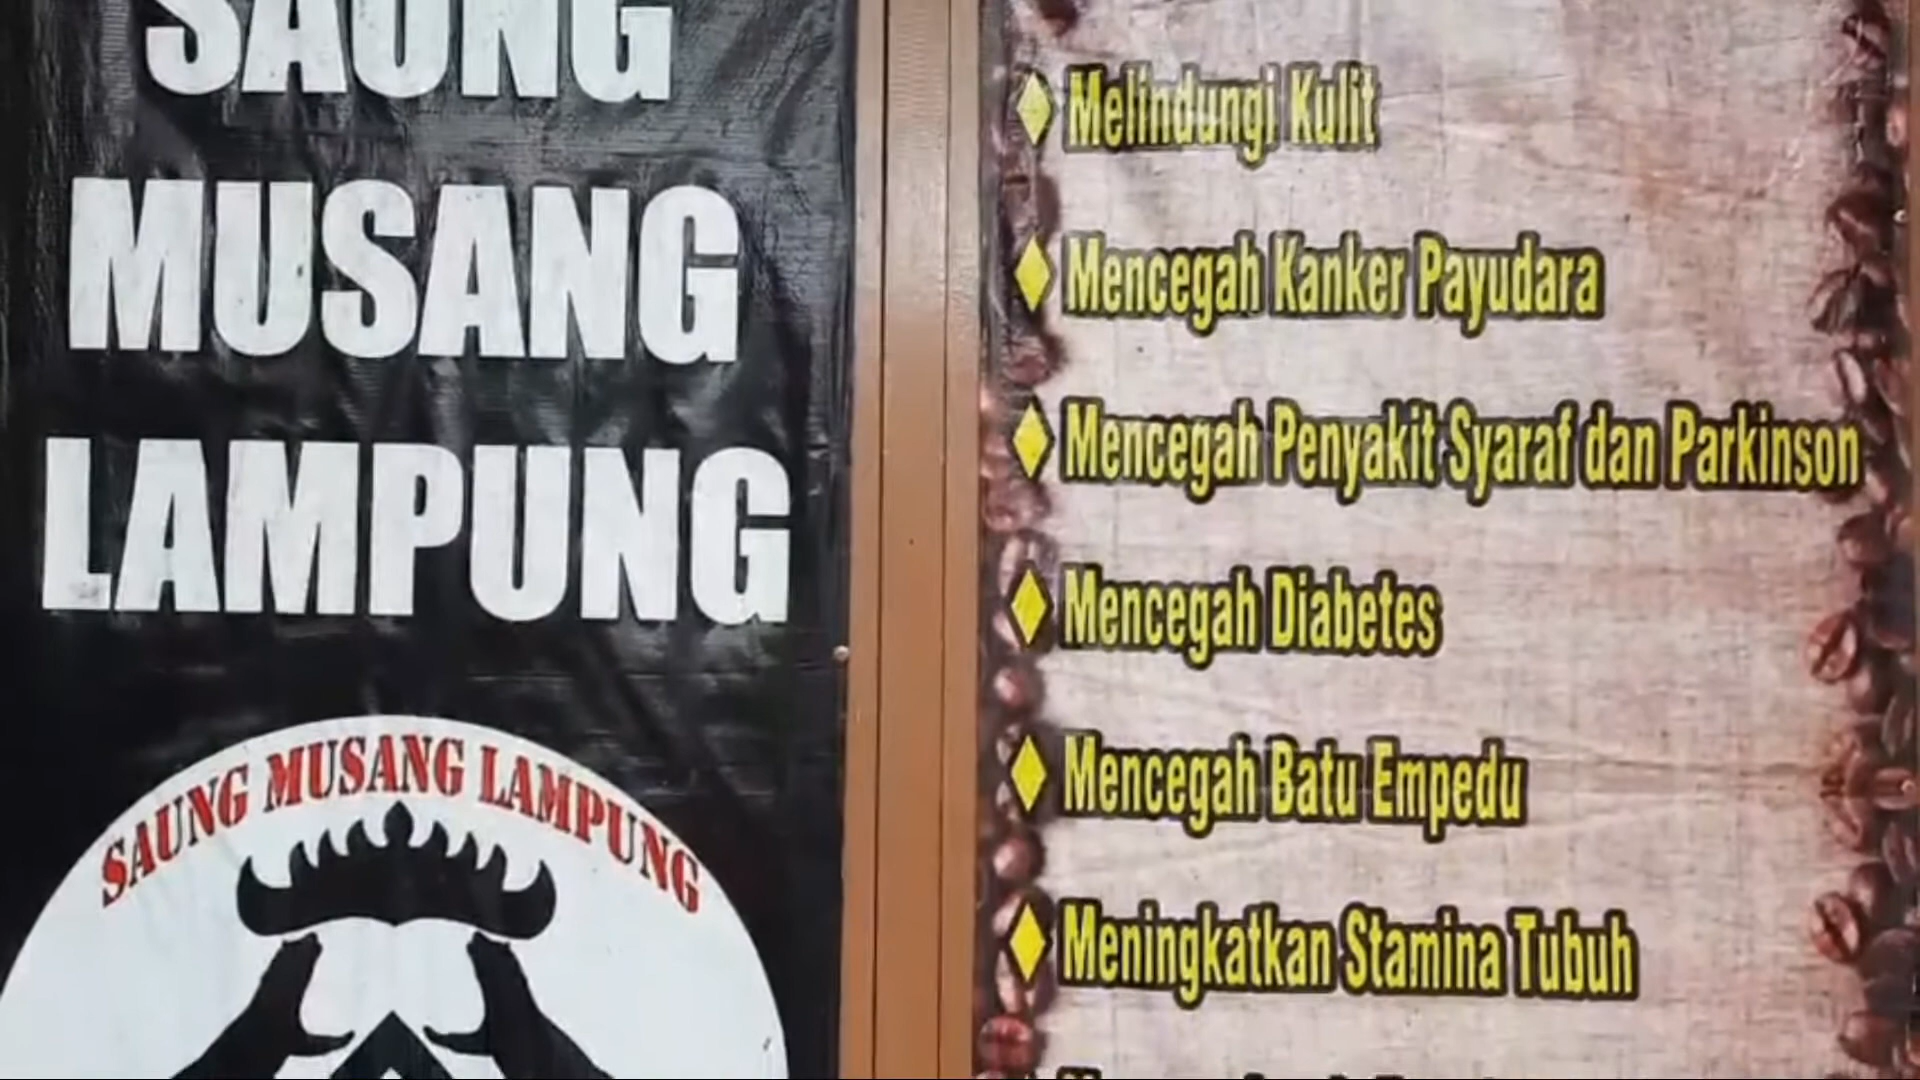 SAUNG
MUSANG
LAMPUNG
SAUNG MUSANG LAMPUNG
Melindungi Kulit
Mencegah Kanker Payudara
Mencegah Penyakit Syaraf dan Parkinson
Mencegah Diabetes
Mencegah Batu Empedu
Meningkatkan Stamina Tubuh